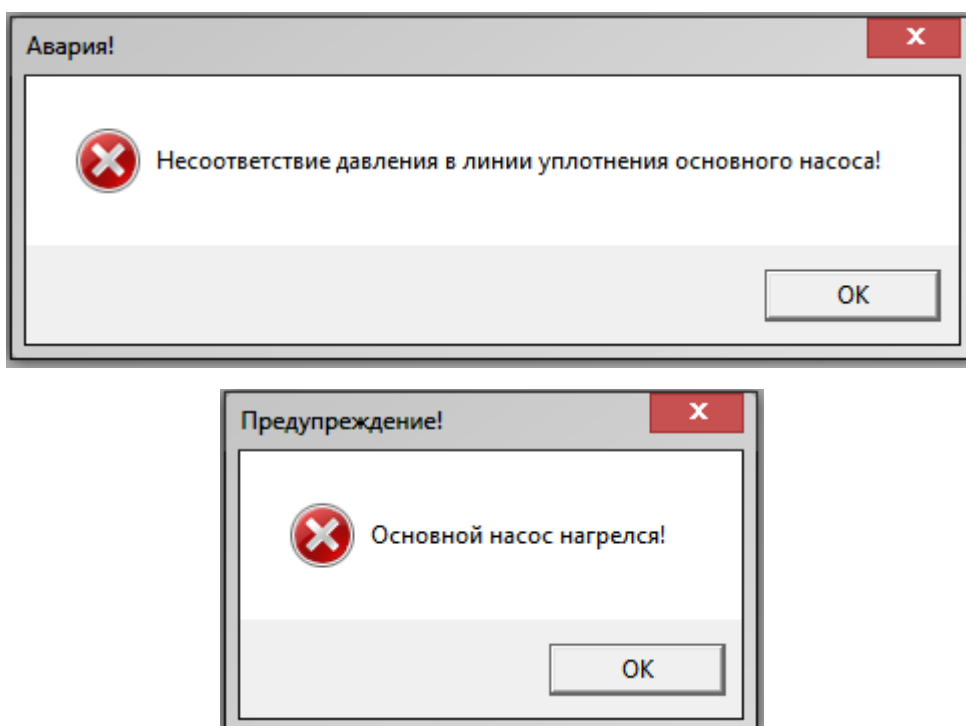 Авария!
x
Несоответствие давления в линии уплотнения основного насоса!
OK
Предупреждение!
x
Основной насос нагрелся!
OK